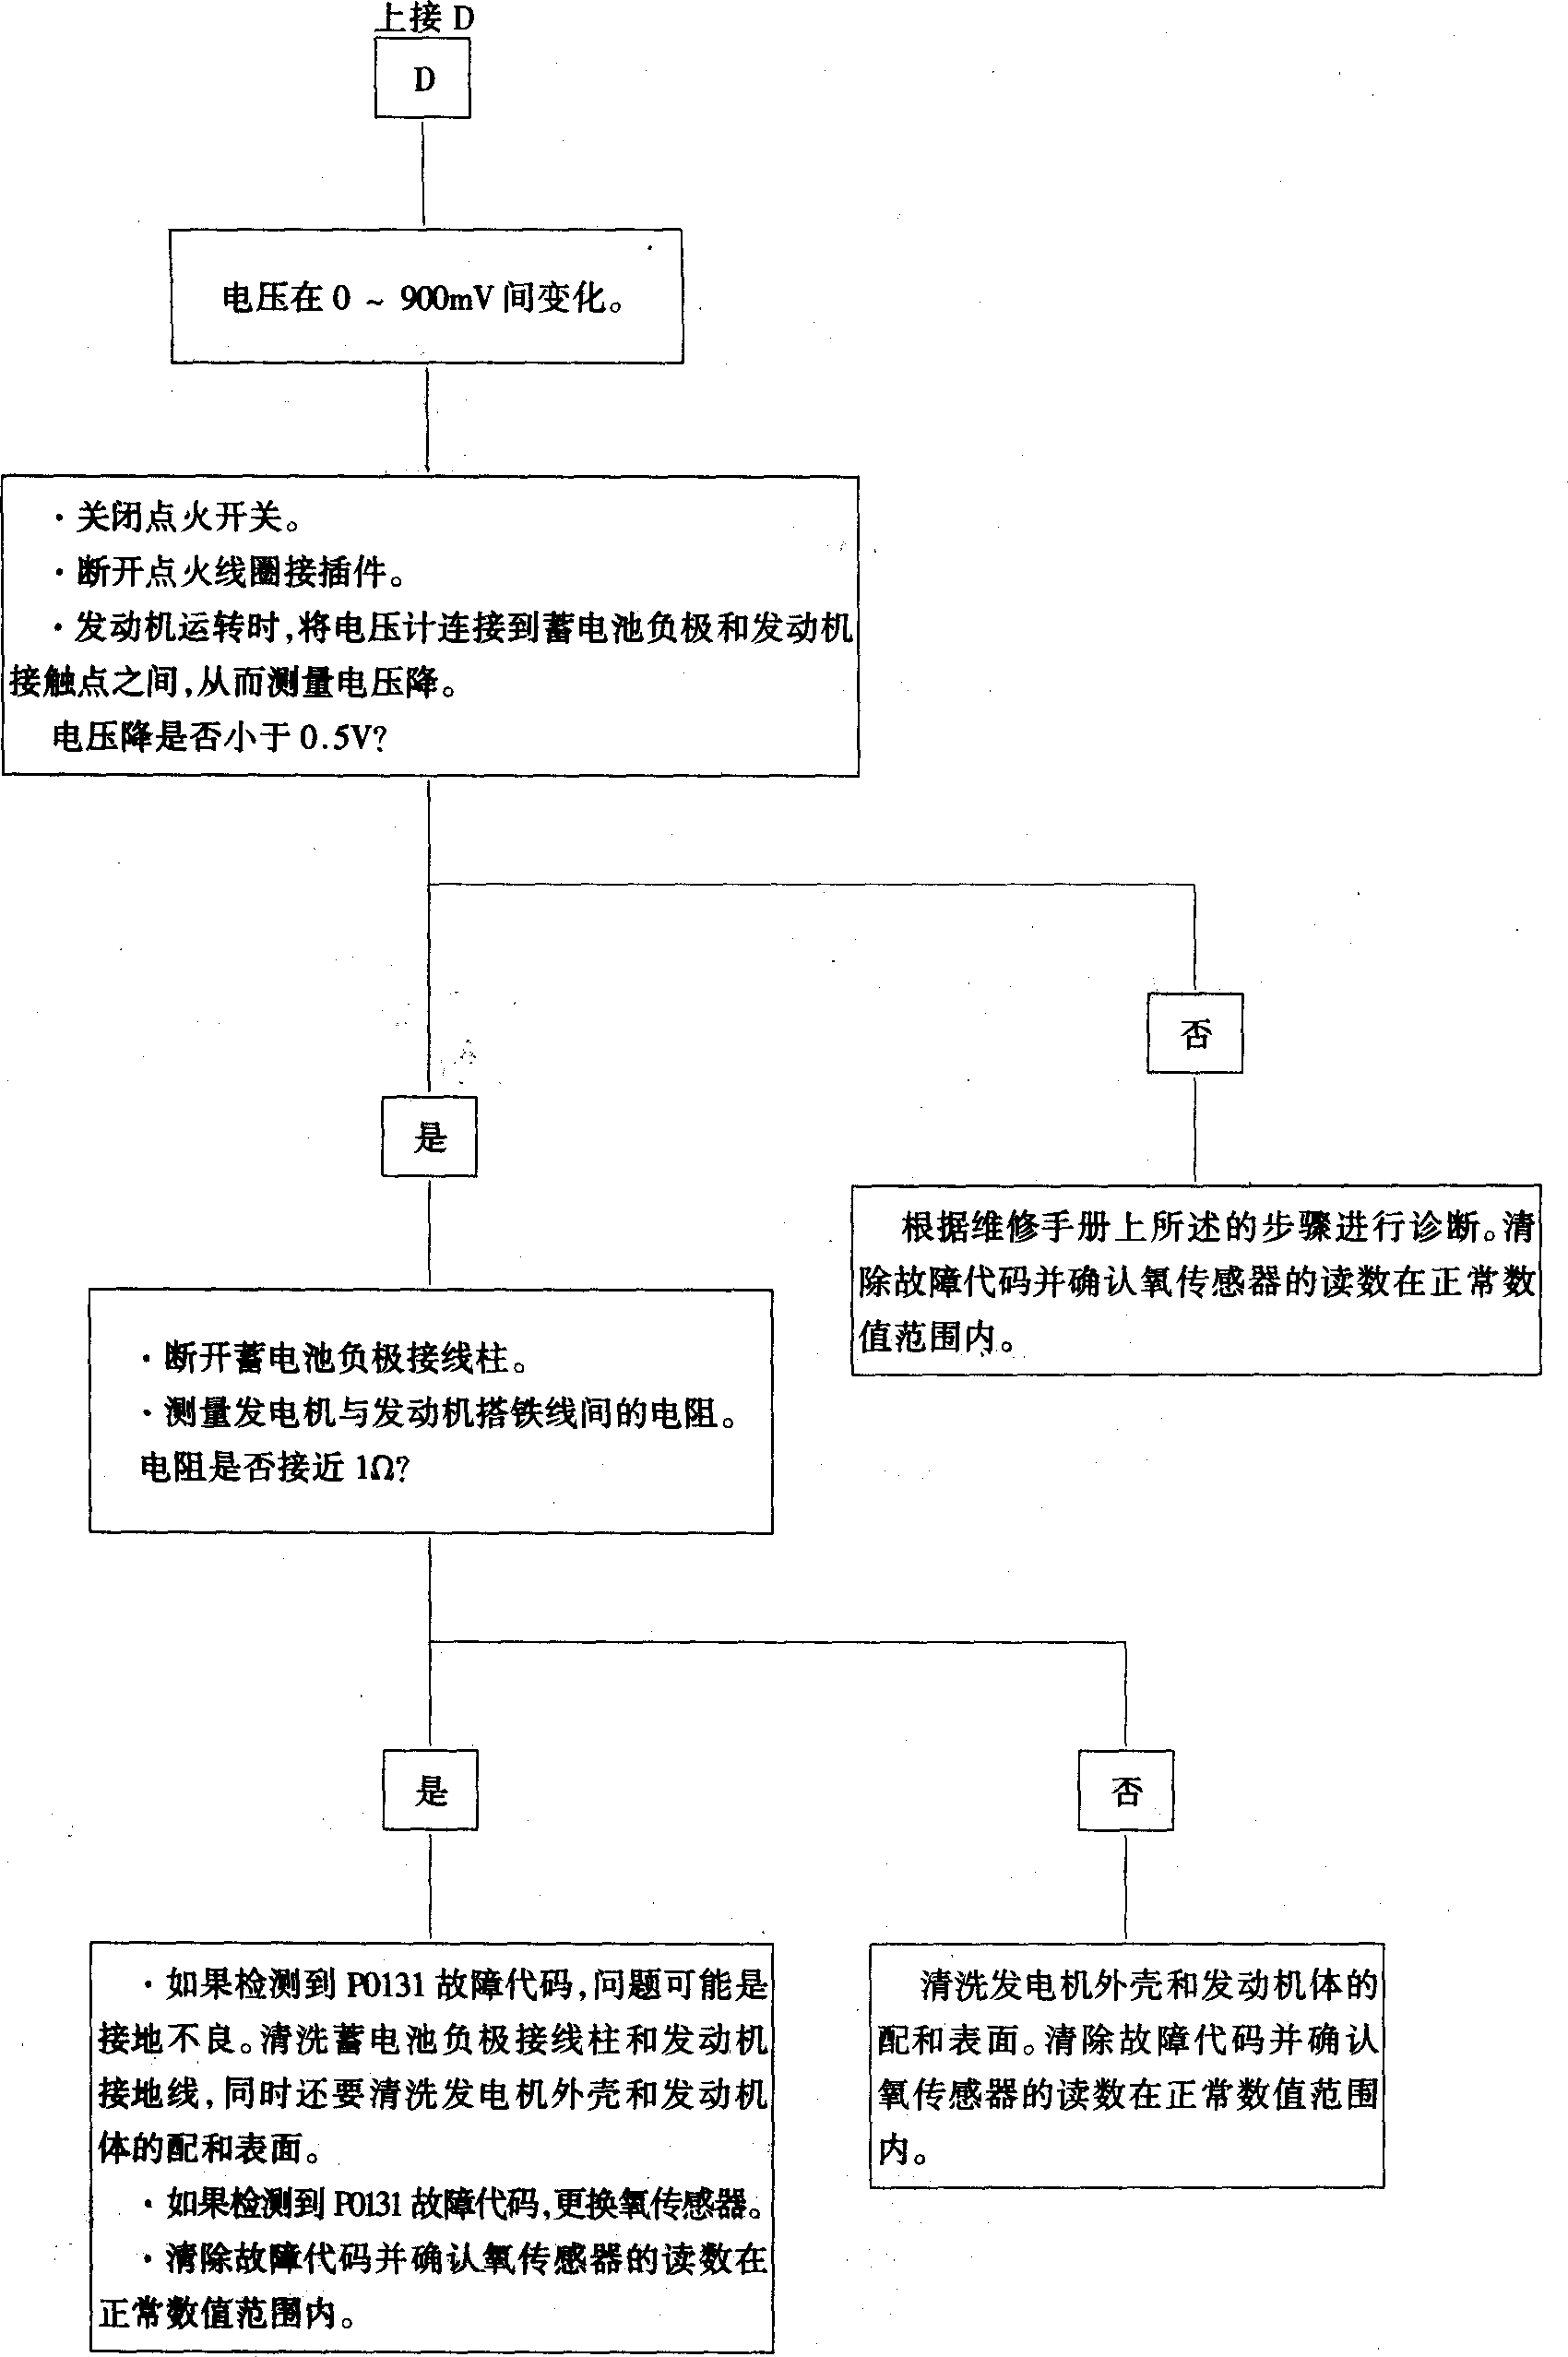 上接 D
D
电压在 0 ~ 900mV 间变化。
·关闭点火开关。
·断开点火线圈接插件。
·发动机运转时,将电压计连接到蓄电池负极和发动机
接触点之间,从而测量电压降。
电压降是否小于 0.5V?
否
是
根据维修手册上所述的步骤进行诊断。清
除故障代码并确认氧传感器的读数在正常数
值范围内。
·断开蓄电池负极接线柱。
·测量发电机与发动机搭铁线间的电阻。
电阻是否接近 1Ω?
是
否
·如果检测到 P0131 故障代码,问题可能是
接地不良。清洗蓄电池负极接线柱和发动机
接地线,同时还要清洗发电机外壳和发动机
体的配和表面。
·如果检测到 P0131 故障代码,更换氧传感器。
·清除故障代码并确认氧传感器的读数在
正常数值范围内。
清洗发电机外壳和发动机体的
配和表面。清除故障代码并确认
氧传感器的读数在正常数值范围
内。